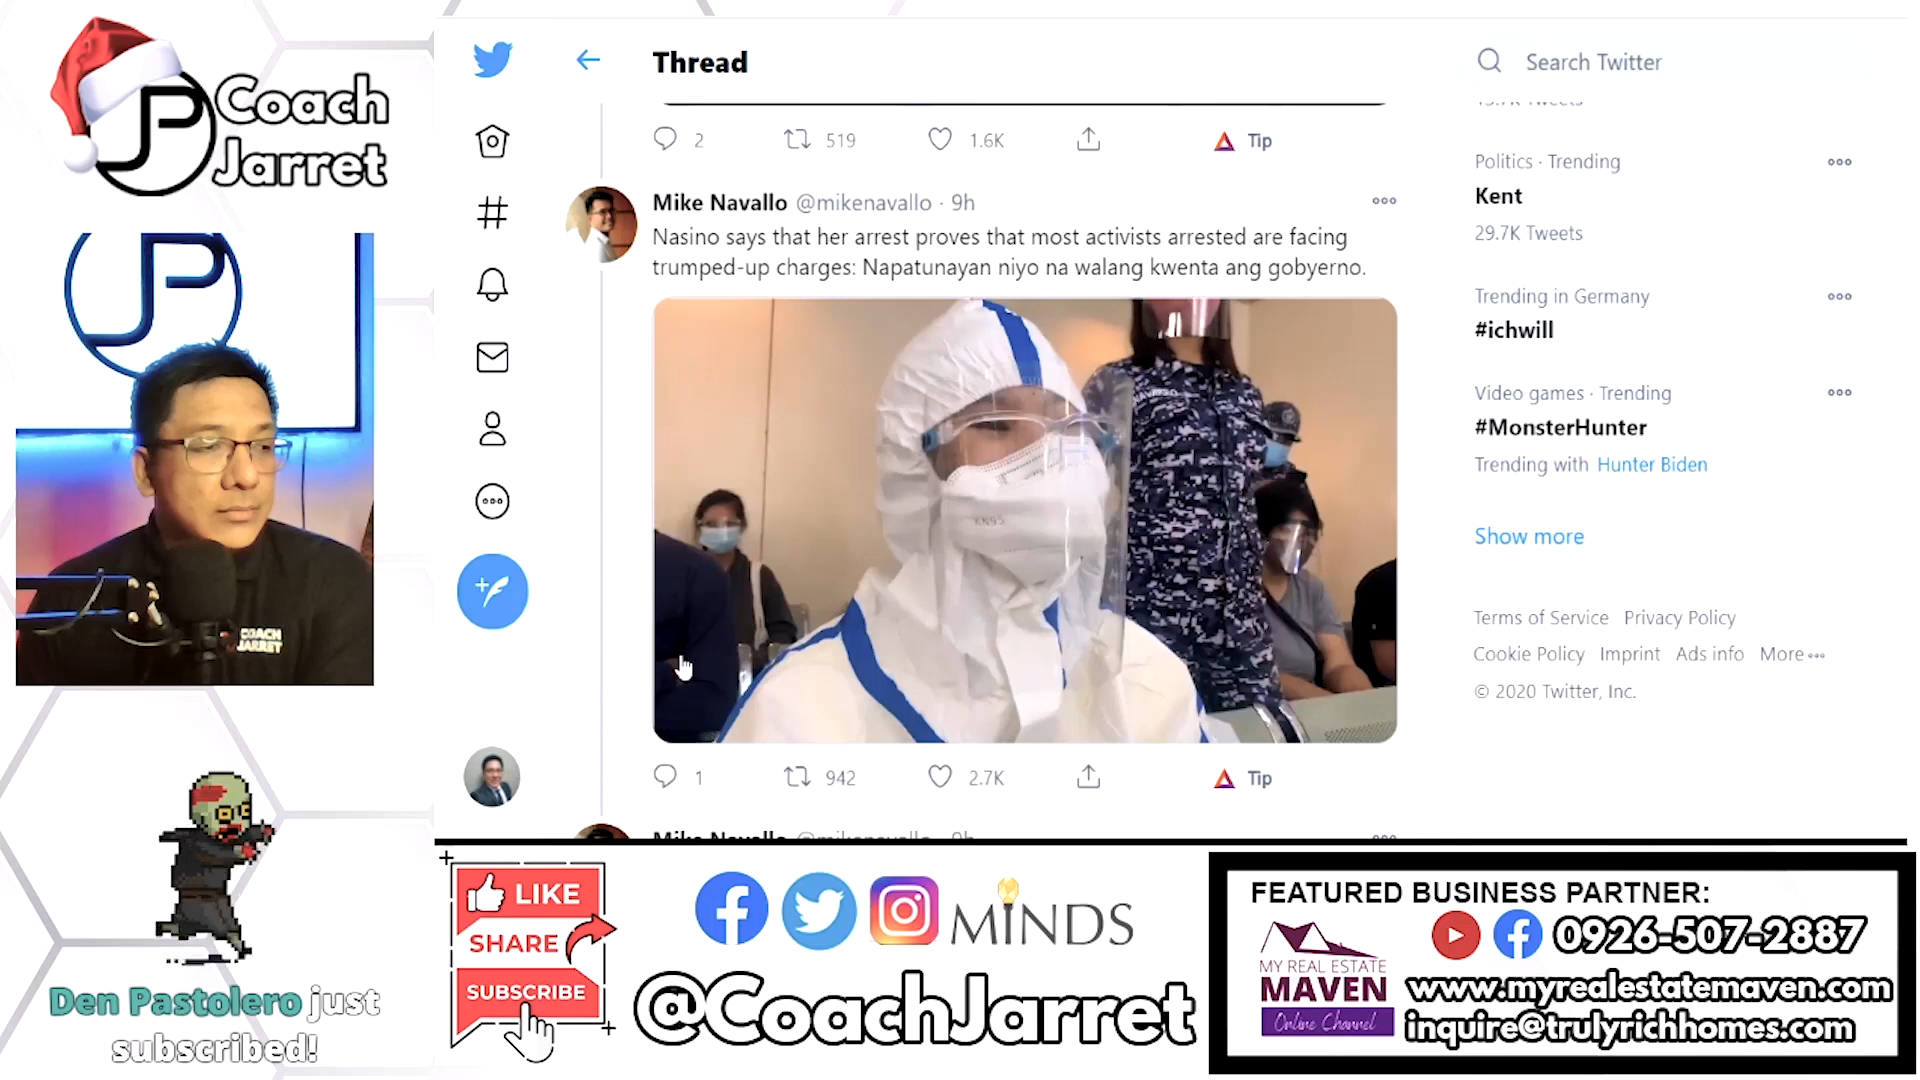 Coach
Jarret
COACH
JARRET
Den Pastolero just
subscribed!
Thread
2 519 1.6K Tip
Mike Navallo @mikenavallo · 9h
Nasino says that her arrest proves that most activists arrested are facing
trumped-up charges: Napatunayan niyo na walang kwenta ang gobyerno.
KN95
1 942 2.7K Tip
Mike Navallo @mikenavallo · 9h
Search Twitter
Politics · Trending
Kent
29.7K Tweets
Trending in Germany
#ichwill
Video games · Trending
#MonsterHunter
Trending with Hunter Biden
Show more
Terms of Service Privacy Policy
Cookie Policy Imprint Ads info More
© 2020 Twitter, Inc.
LIKE
SHARE
SUBSCRIBE
MINDS
@CoachJarret
FEATURED BUSINESS PARTNER:
MY REAL ESTATE
MAVEN
Online Channel
0926-507-2887
www.myrealestatemaven.com
inquire@trulyrichhomes.com